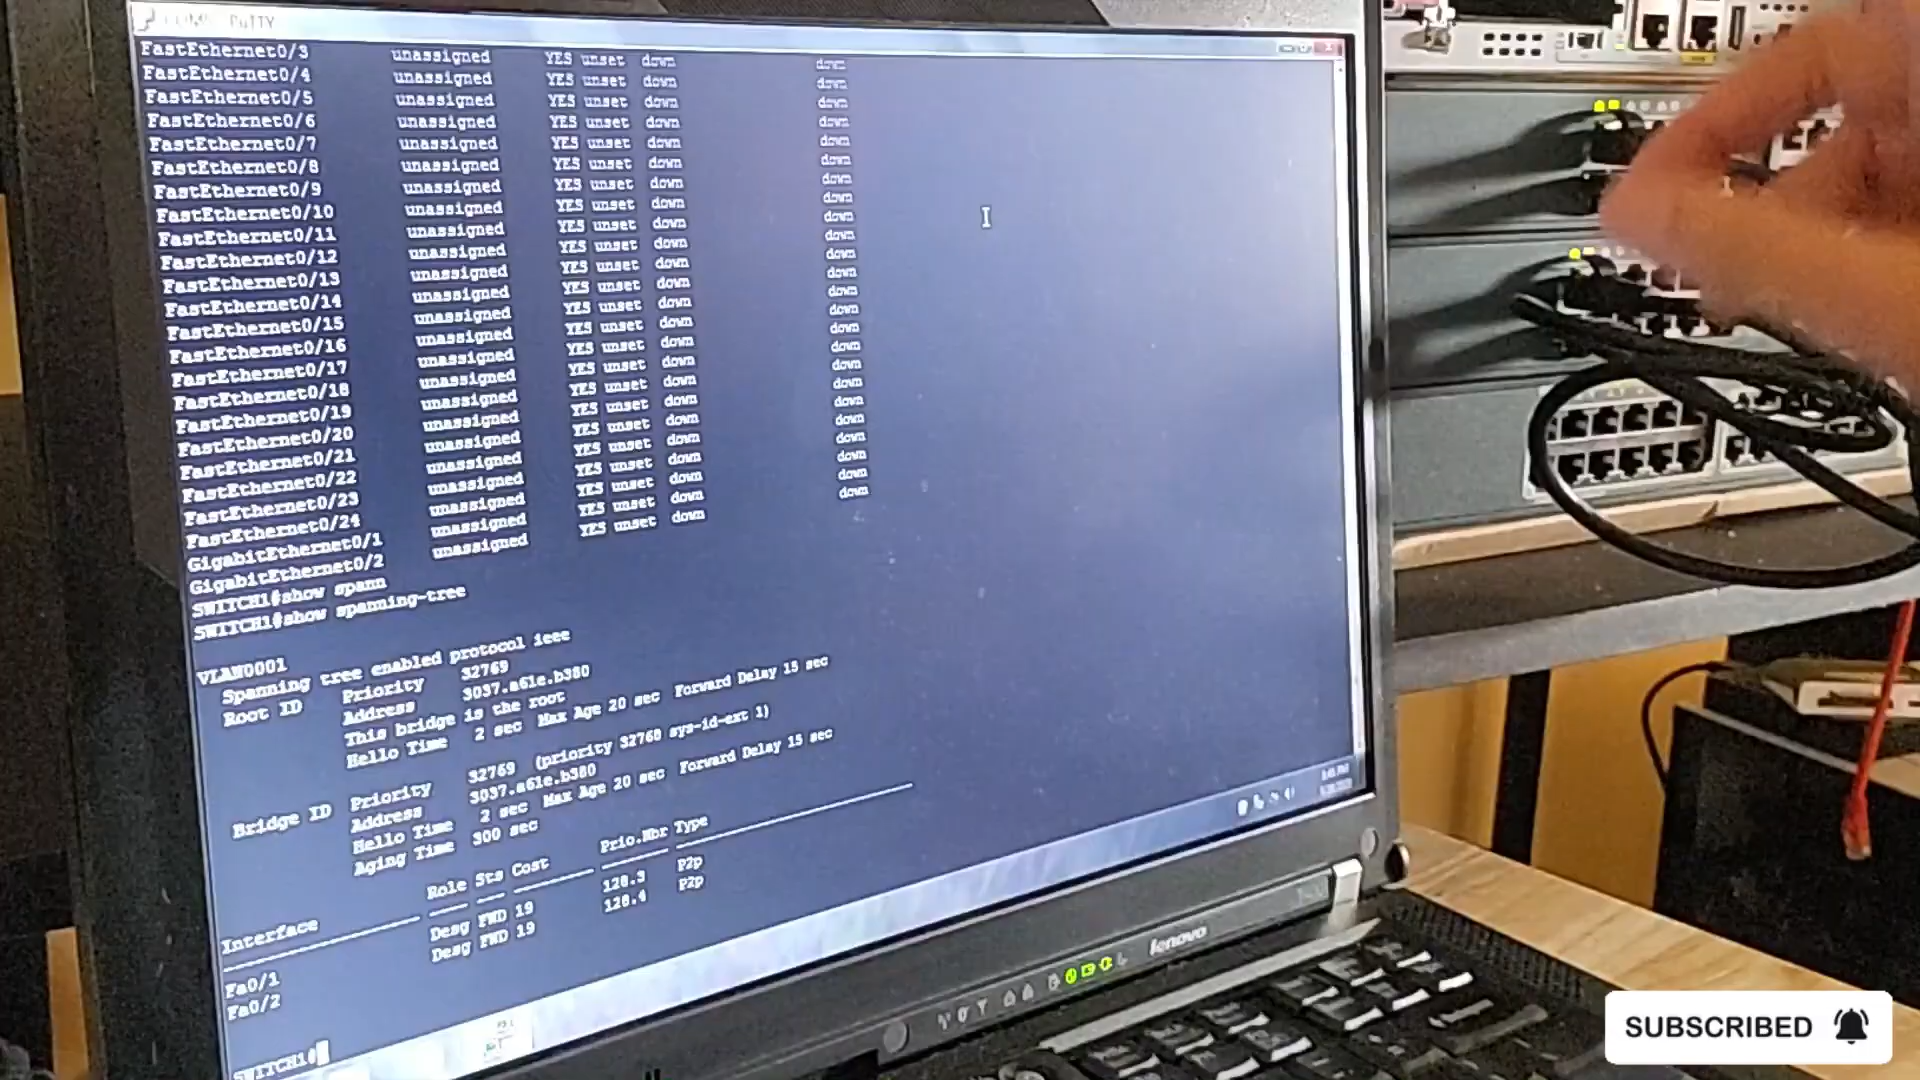 PuTTY
FastEthernet0/3 unassigned YES unset down down
FastEthernet0/4 unassigned YES unset down down
FastEthernet0/5 unassigned YES unset down down
FastEthernet0/6 unassigned YES unset down down
FastEthernet0/7 unassigned YES unset down down
FastEthernet0/8 unassigned YES unset down down
FastEthernet0/9 unassigned YES unset down down
FastEthernet0/10 unassigned YES unset down down
FastEthernet0/11 unassigned YES unset down down
FastEthernet0/12 unassigned YES unset down down
FastEthernet0/13 unassigned YES unset down down
FastEthernet0/14 unassigned YES unset down down
FastEthernet0/15 unassigned YES unset down down
FastEthernet0/16 unassigned YES unset down down
FastEthernet0/17 unassigned YES unset down down
FastEthernet0/18 unassigned YES unset down down
FastEthernet0/19 unassigned YES unset down down
FastEthernet0/20 unassigned YES unset down down
FastEthernet0/21 unassigned YES unset down down
FastEthernet0/22 unassigned YES unset down down
FastEthernet0/23 unassigned YES unset down down
FastEthernet0/24 unassigned YES unset down down
GigabitEthernet0/1 unassigned YES unset down down
GigabitEthernet0/2 unassigned YES unset down down
SWITCH1#show spann
SWITCH1#show spanning-tree
VLAN0001
Spanning tree enabled protocol ieee
Root ID Priority 32769
Address 3037.a61e.b380
This bridge is the root
Hello Time 2 sec Max Age 20 sec Forward Delay 15 sec
Bridge ID Priority 32769 (priority 32768 sys-id-ext 1)
Address 3037.a61e.b380
Hello Time 2 sec Max Age 20 sec Forward Delay 15 sec
Aging Time 300 sec
Interface Role Sts Cost Prio.Nbr Type
Fa0/1 Desg FWD 19 128.3 P2p
Fa0/2 Desg FWD 19 128.4 P2p
SWITCH1#
lenovo
SUBSCRIBED